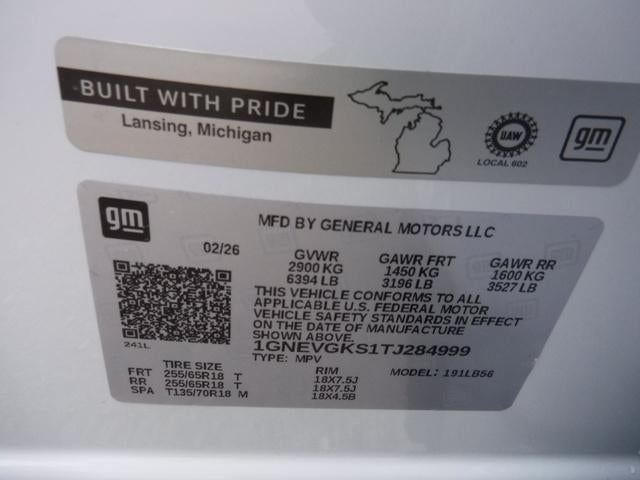 BUILT WITH PRIDE
Lansing, Michigan
UAW
LOCAL 602
gm
gm
MFD BY GENERAL MOTORS LLC
02/26
GVWR GAWR FRT GAWR RR
2900 KG 1450 KG 1600 KG
6394 LB 3196 LB 3527 LB
THIS VEHICLE CONFORMS TO ALL
APPLICABLE U.S. FEDERAL MOTOR
VEHICLE SAFETY STANDARDS IN EFFECT
ON THE DATE OF MANUFACTURE
SHOWN ABOVE.
241L
1GNEVGKS1TJ284999
TYPE: MPV MODEL: 191LB56
TIRE SIZE RIM
FRT 255/65R18 T 18X7.5J
RR 255/65R18 T 18X7.5J
SPA T135/70R18 M 18X4.5B